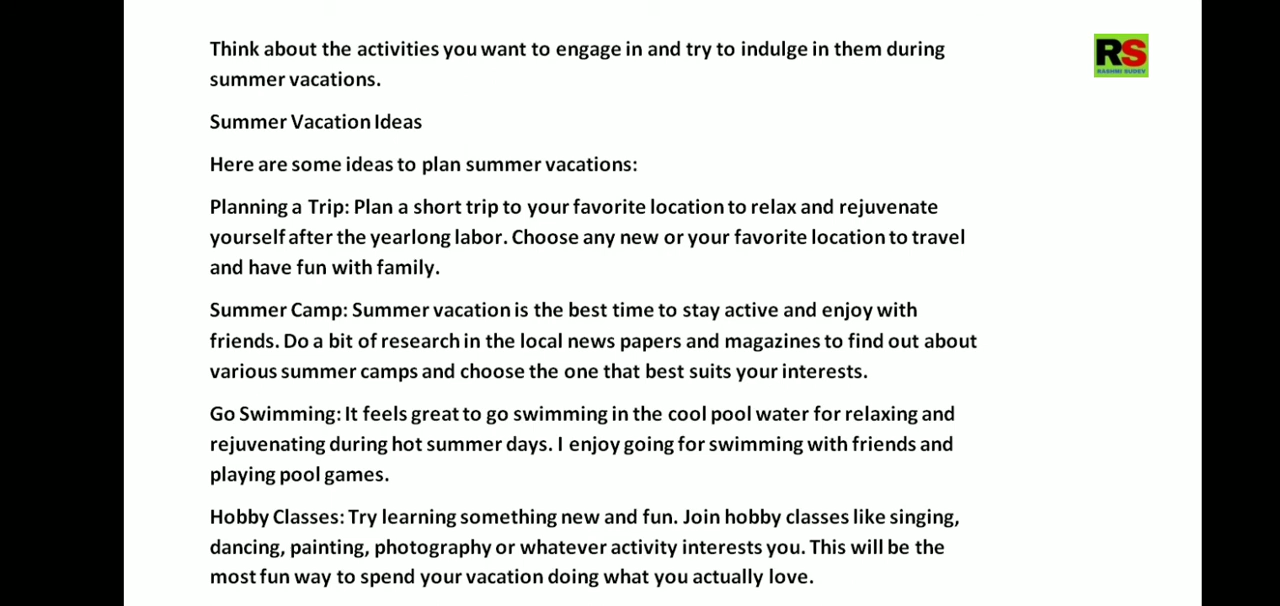 Think about the activities you want to engage in and try to indulge in them during
summer vacations.
RS
RASHMI SUDEV
Summer Vacation Ideas
Here are some ideas to plan summer vacations:
Planning a Trip: Plan a short trip to your favorite location to relax and rejuvenate
yourself after the yearlong labor. Choose any new or your favorite location to travel
and have fun with family.
Summer Camp: Summer vacation is the best time to stay active and enjoy with
friends. Do a bit of research in the local news papers and magazines to find out about
various summer camps and choose the one that best suits your interests.
Go Swimming: It feels great to go swimming in the cool pool water for relaxing and
rejuvenating during hot summer days. I enjoy going for swimming with friends and
playing pool games.
Hobby Classes: Try learning something new and fun. Join hobby classes like singing,
dancing, painting, photography or whatever activity interests you. This will be the
most fun way to spend your vacation doing what you actually love.